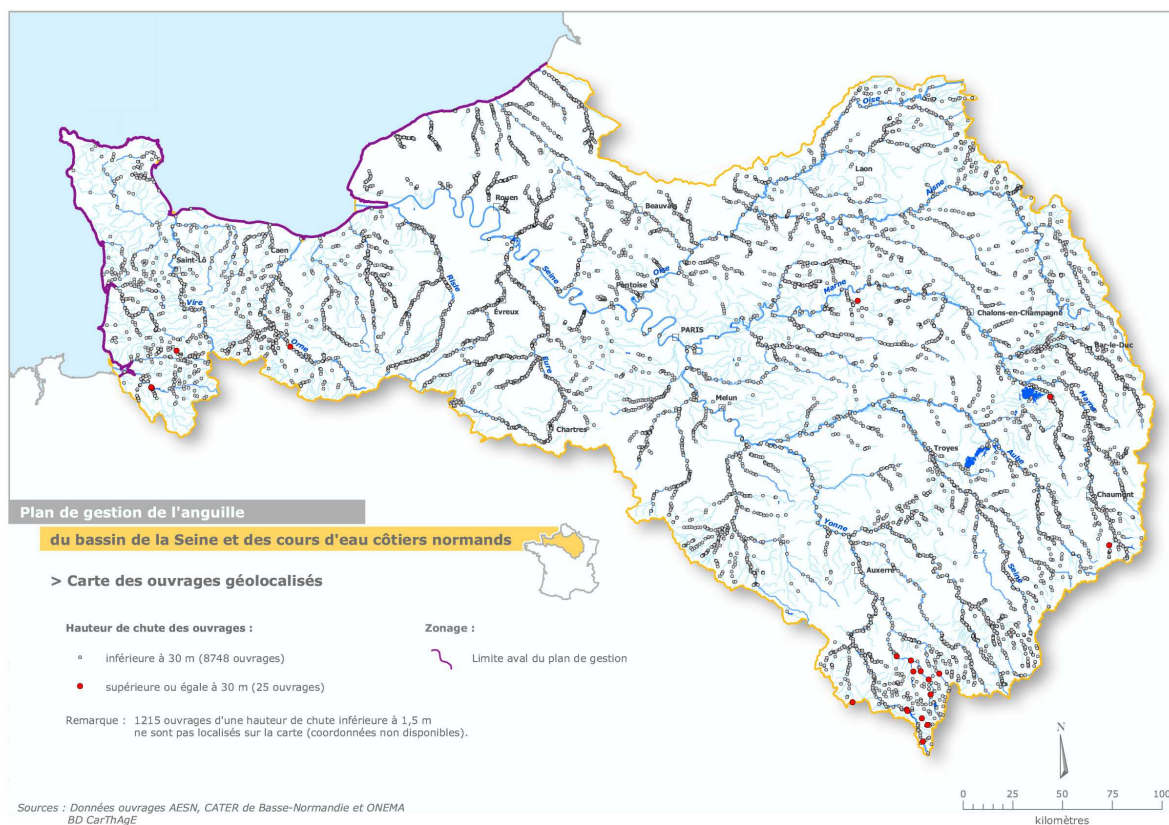 Oise
Laon
Aisne
Rouen
Beauvais
Caen
Saint-Lô
Risle
Seine
Oise
Pontoise
Marne
Vire
Évreux
Chalons-en-Champagne
PARIS
Orne
Bar-le-Duc
Eure
Melun
Marne
Chartres
Troyes
Aube
Chaumont
Plan de gestion de l'anguille
du bassin de la Seine et des cours d'eau côtiers normands
Yonne
Seine
Auxerre
> Carte des ouvrages géolocalisés
Hauteur de chute des ouvrages :
inférieure à 30 m (8748 ouvrages)
supérieure ou égale à 30 m (25 ouvrages)
Zonage :
Limite aval du plan de gestion
Remarque : 1215 ouvrages d'une hauteur de chute inférieure à 1,5 m
ne sont pas localisés sur la carte (coordonnées non disponibles).
N
0 25 50 75 100
kilomètres
Sources : Données ouvrages AESN, CATER de Basse-Normandie et ONEMA
BD CarThAgE